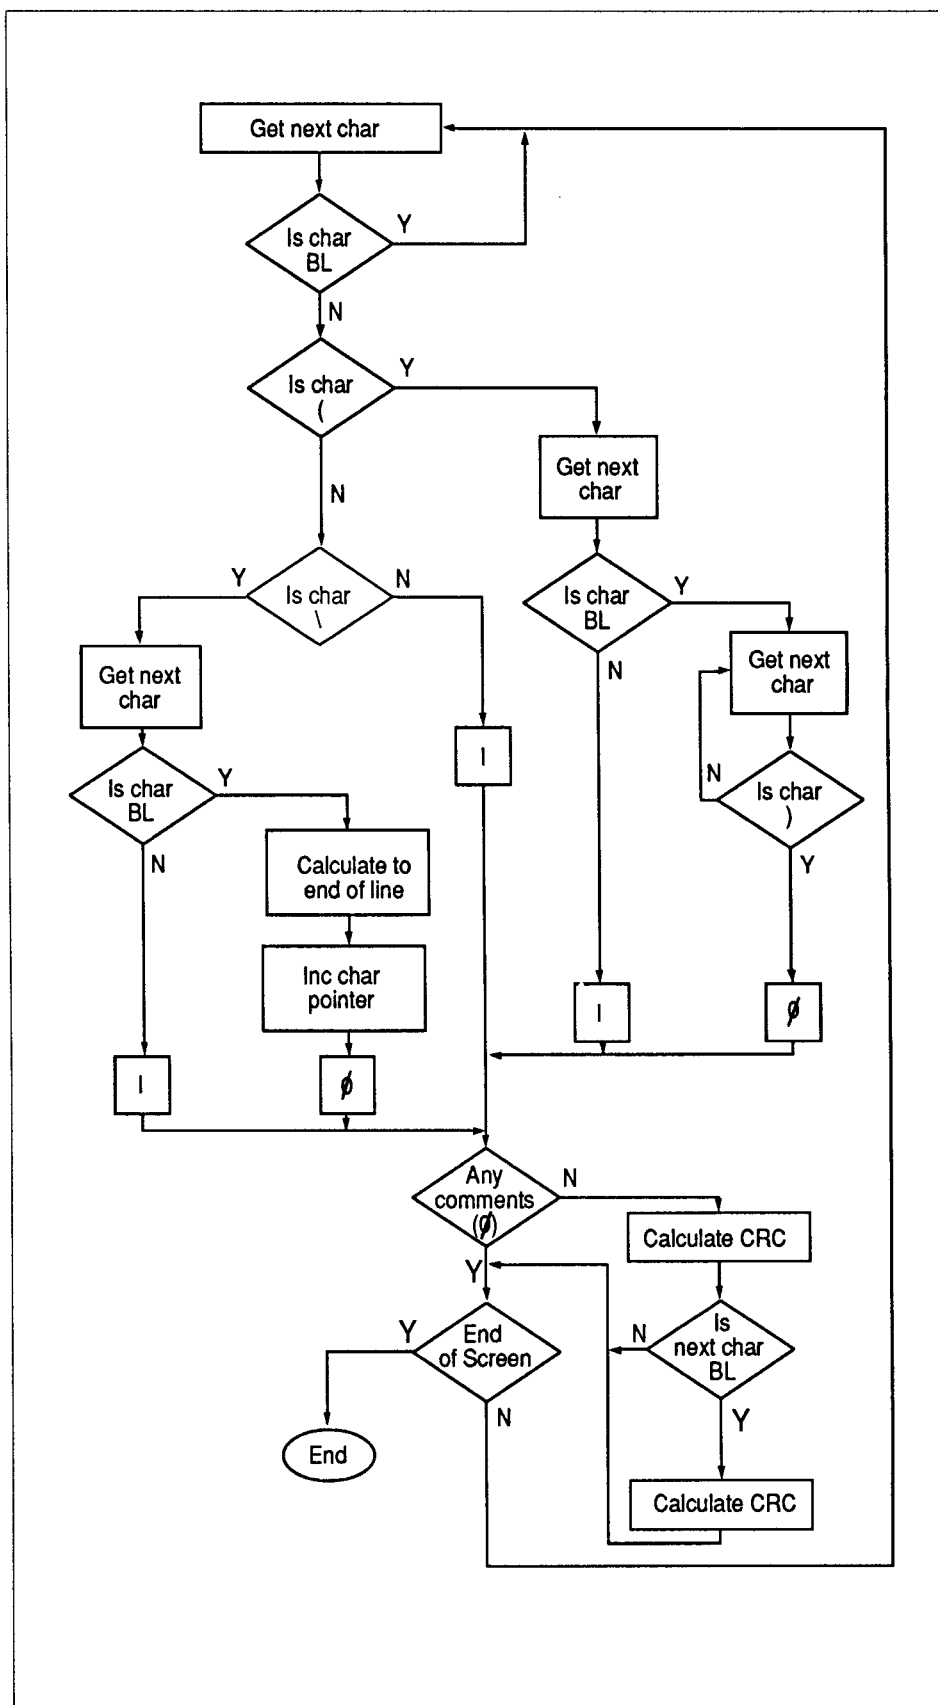 Get next char
Is char
BL
Y
N
Is char
(
Y
N
Get next
char
Is char
\
Y
N
Is char
BL
Y
N
Get next
char
Get next
char
I
Is char
)
N
Y
Is char
BL
Y
N
Calculate to
end of line
Inc char
pointer
I
Ø
I
Ø
Any
comments
(Ø)
N
Y
Calculate CRC
Is
next char
BL
N
Y
End
of Screen
Y
N
End
Calculate CRC